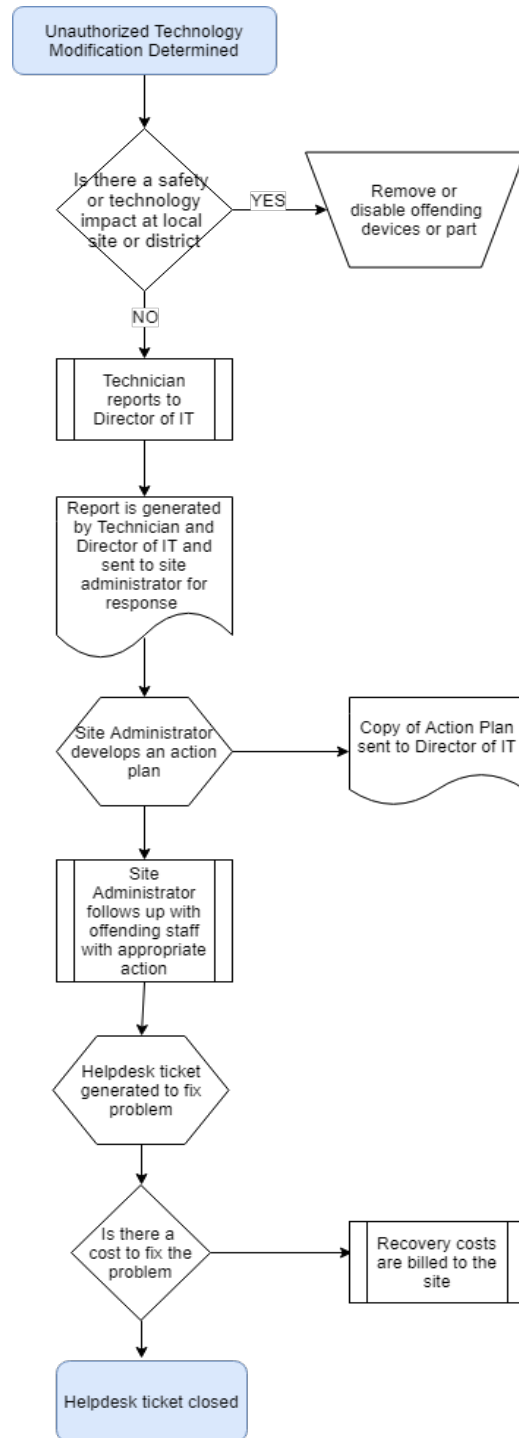 Unauthorized Technology
Modification Determined
Is there a safety
or technology
impact at local
site or district
YES
Remove or
disable offending
devices or part
NO
Technician
reports to
Director of IT
Report is generated
by Technician and
Director of IT and
sent to site
administrator for
response
Site Administrator
develops an action
plan
Copy of Action Plan
sent to Director of IT
Site
Administrator
follows up with
offending staff
with appropriate
action
Helpdesk ticket
generated to fix
problem
Is there a
cost to fix the
problem
Recovery costs
are billed to the
site
Helpdesk ticket closed